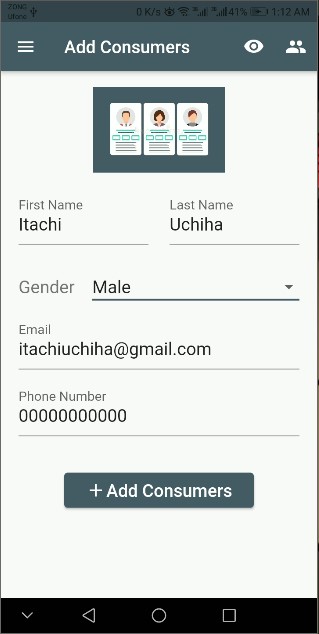 ZONG
Ufone
0 K/s 41% 1:12 AM
Add Consumers
First Name Last Name
Itachi Uchiha
Gender Male
Email
itachiuchiha@gmail.com
Phone Number
00000000000
+ Add Consumers